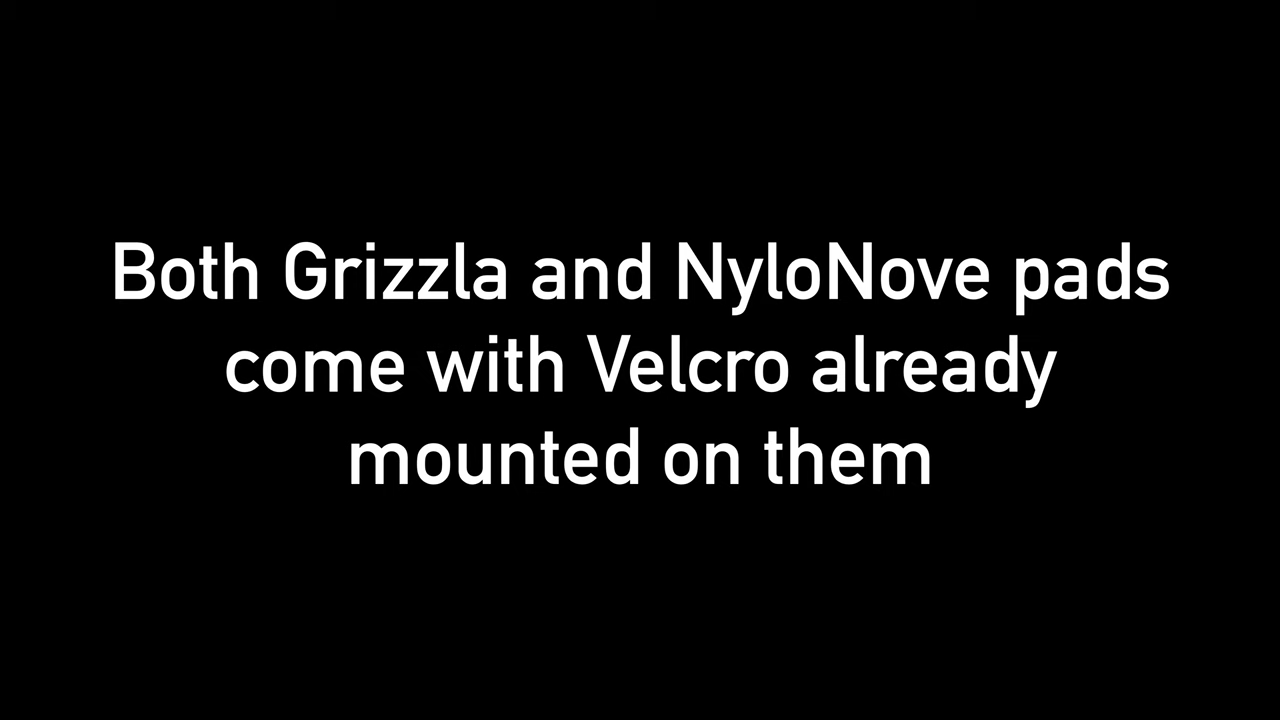 Both Grizzla and NyloNove pads
come with Velcro already
mounted on them